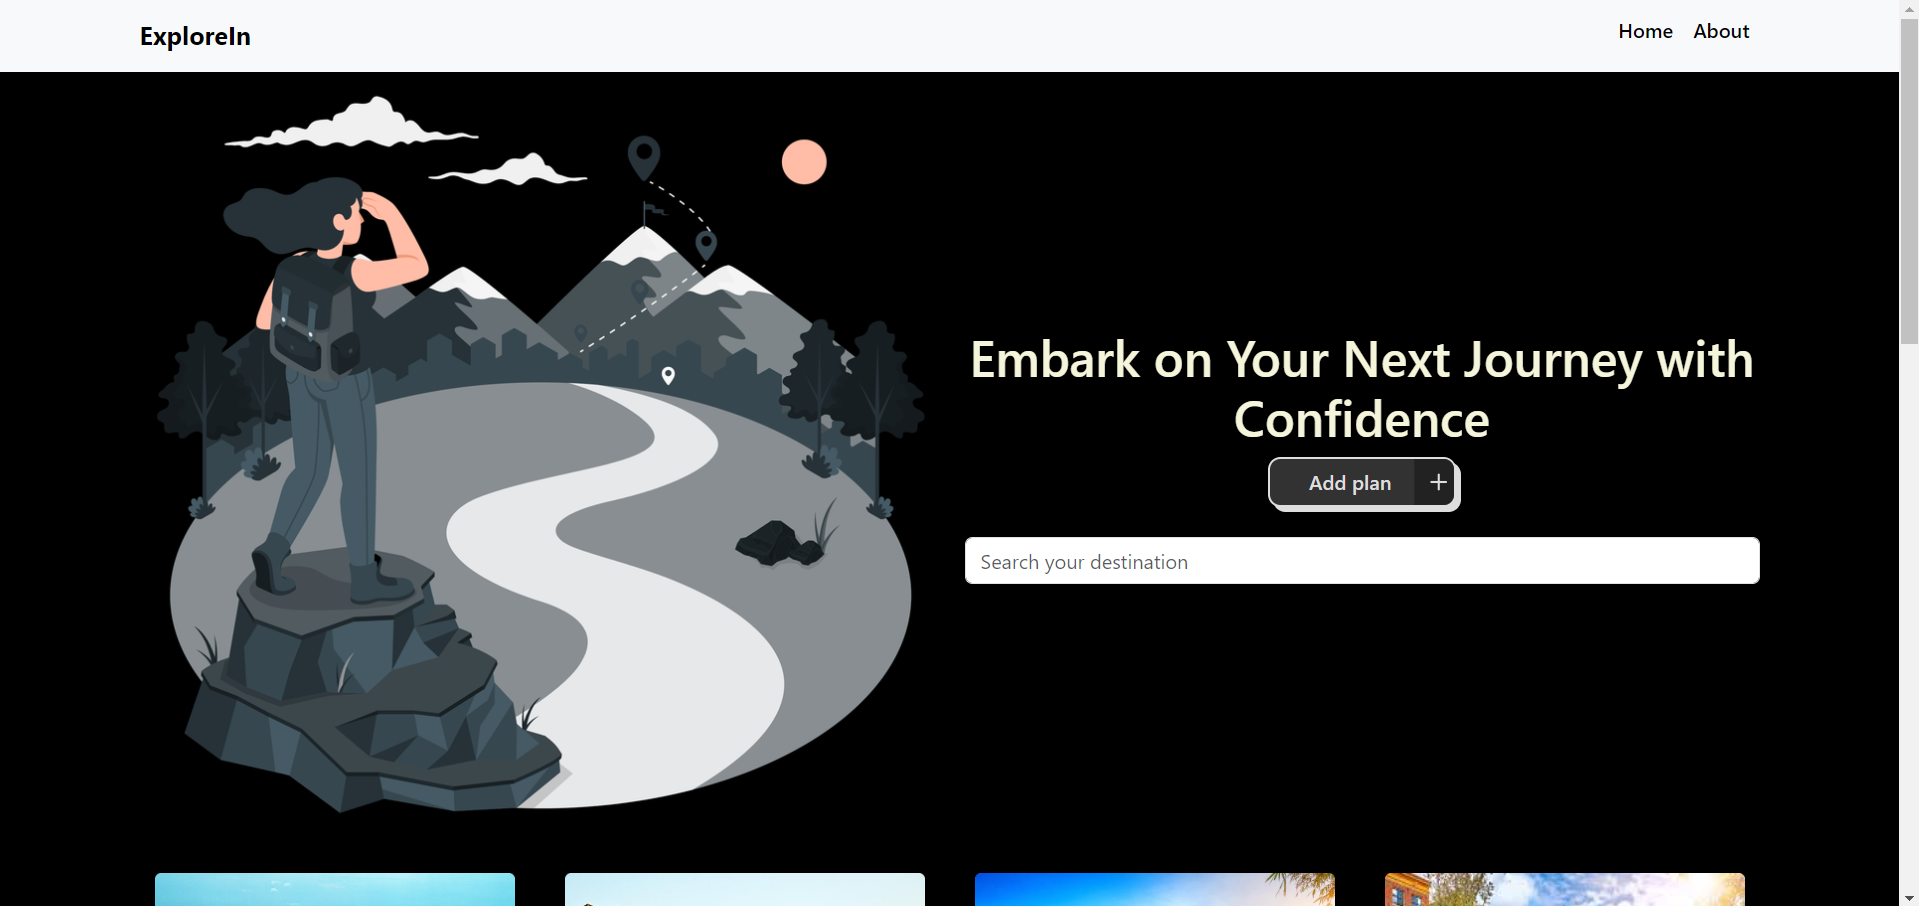 ExploreIn
Home
About
Embark on Your Next Journey with
Confidence
Add plan +
Search your destination